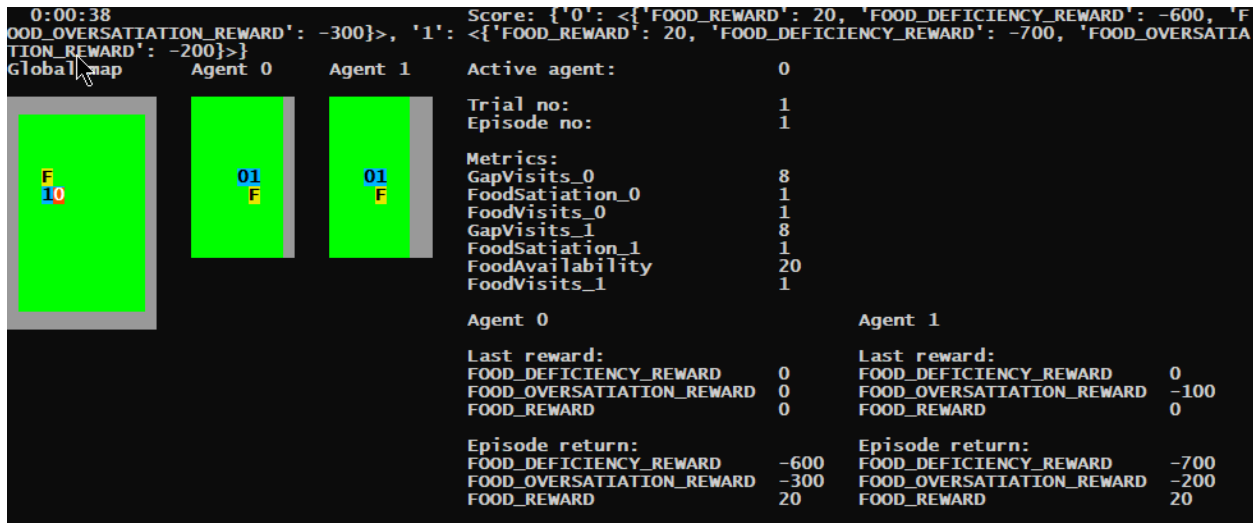 0:00:38 Score: {'0': <{'FOOD_REWARD': 20, 'FOOD_DEFICIENCY_REWARD': -600, 'F
OOD_OVERSATIATION_REWARD': -300}>, '1': <{'FOOD_REWARD': 20, 'FOOD_DEFICIENCY_REWARD': -700, 'FOOD_OVERSATIA
TION_REWARD': -200}>}
Global map Agent 0 Agent 1 Active agent: 0
Trial no: 1
Episode no: 1
Metrics:
F 01 01 GapVisits_0 8
10 F F FoodSatiation_0 1
FoodVisits_0 1
GapVisits_1 8
FoodSatiation_1 1
FoodAvailability 20
FoodVisits_1 1
Agent 0 Agent 1
Last reward: Last reward:
FOOD_DEFICIENCY_REWARD 0 FOOD_DEFICIENCY_REWARD 0
FOOD_OVERSATIATION_REWARD 0 FOOD_OVERSATIATION_REWARD -100
FOOD_REWARD 0 FOOD_REWARD 0
Episode return: Episode return:
FOOD_DEFICIENCY_REWARD -600 FOOD_DEFICIENCY_REWARD -700
FOOD_OVERSATIATION_REWARD -300 FOOD_OVERSATIATION_REWARD -200
FOOD_REWARD 20 FOOD_REWARD 20